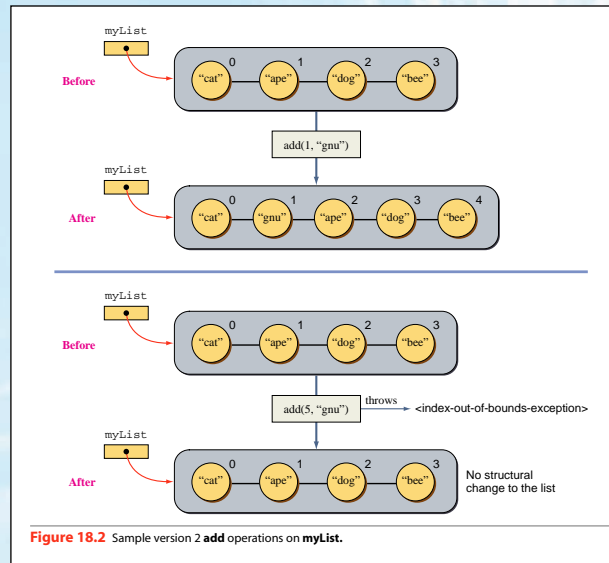 myList
0 1 2 3
Before
“cat” “ape” “dog” “bee”
add(1, “gnu”)
myList
0 1 2 3 4
After
“cat” “gnu” “ape” “dog” “bee”
myList
0 1 2 3
Before
“cat” “ape” “dog” “bee”
add(5, “gnu”) throws <index-out-of-bounds-exception>
myList
0 1 2 3
After
“cat” “ape” “dog” “bee”
No structural
change to the list
Figure 18.2 Sample version 2 add operations on myList.